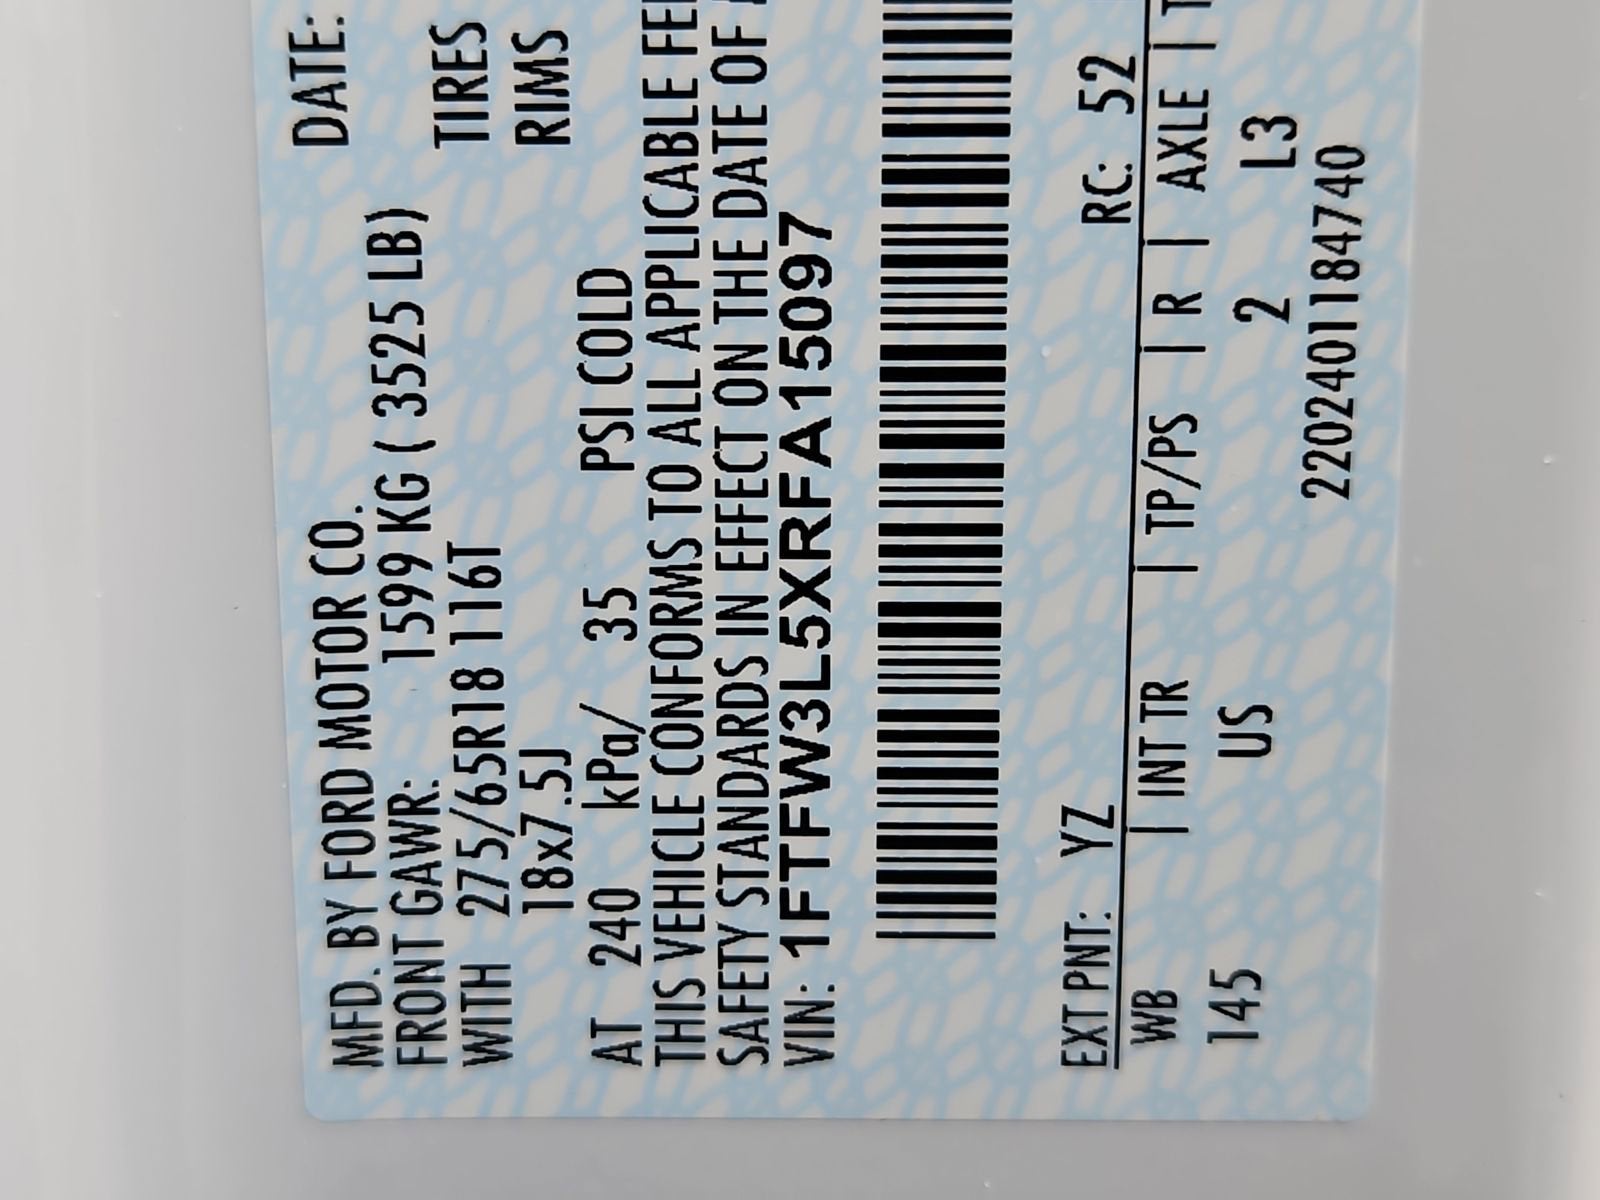 MFD. BY FORD MOTOR CO. DATE:
FRONT GAWR: 1599 KG ( 3525 LB)
WITH 275/65R18 116T TIRES
18x7.5J RIMS
AT 240 kPa/ 35 PSI COLD
THIS VEHICLE CONFORMS TO ALL APPLICABLE
SAFETY STANDARDS IN EFFECT ON THE DATE OF
VIN: 1FTFW3L5XRFA15097
EXT PNT: YZ RC: 52
WB | INT TR | TP/PS | R | AXLE |
145 US 2 L3
220240118 4740